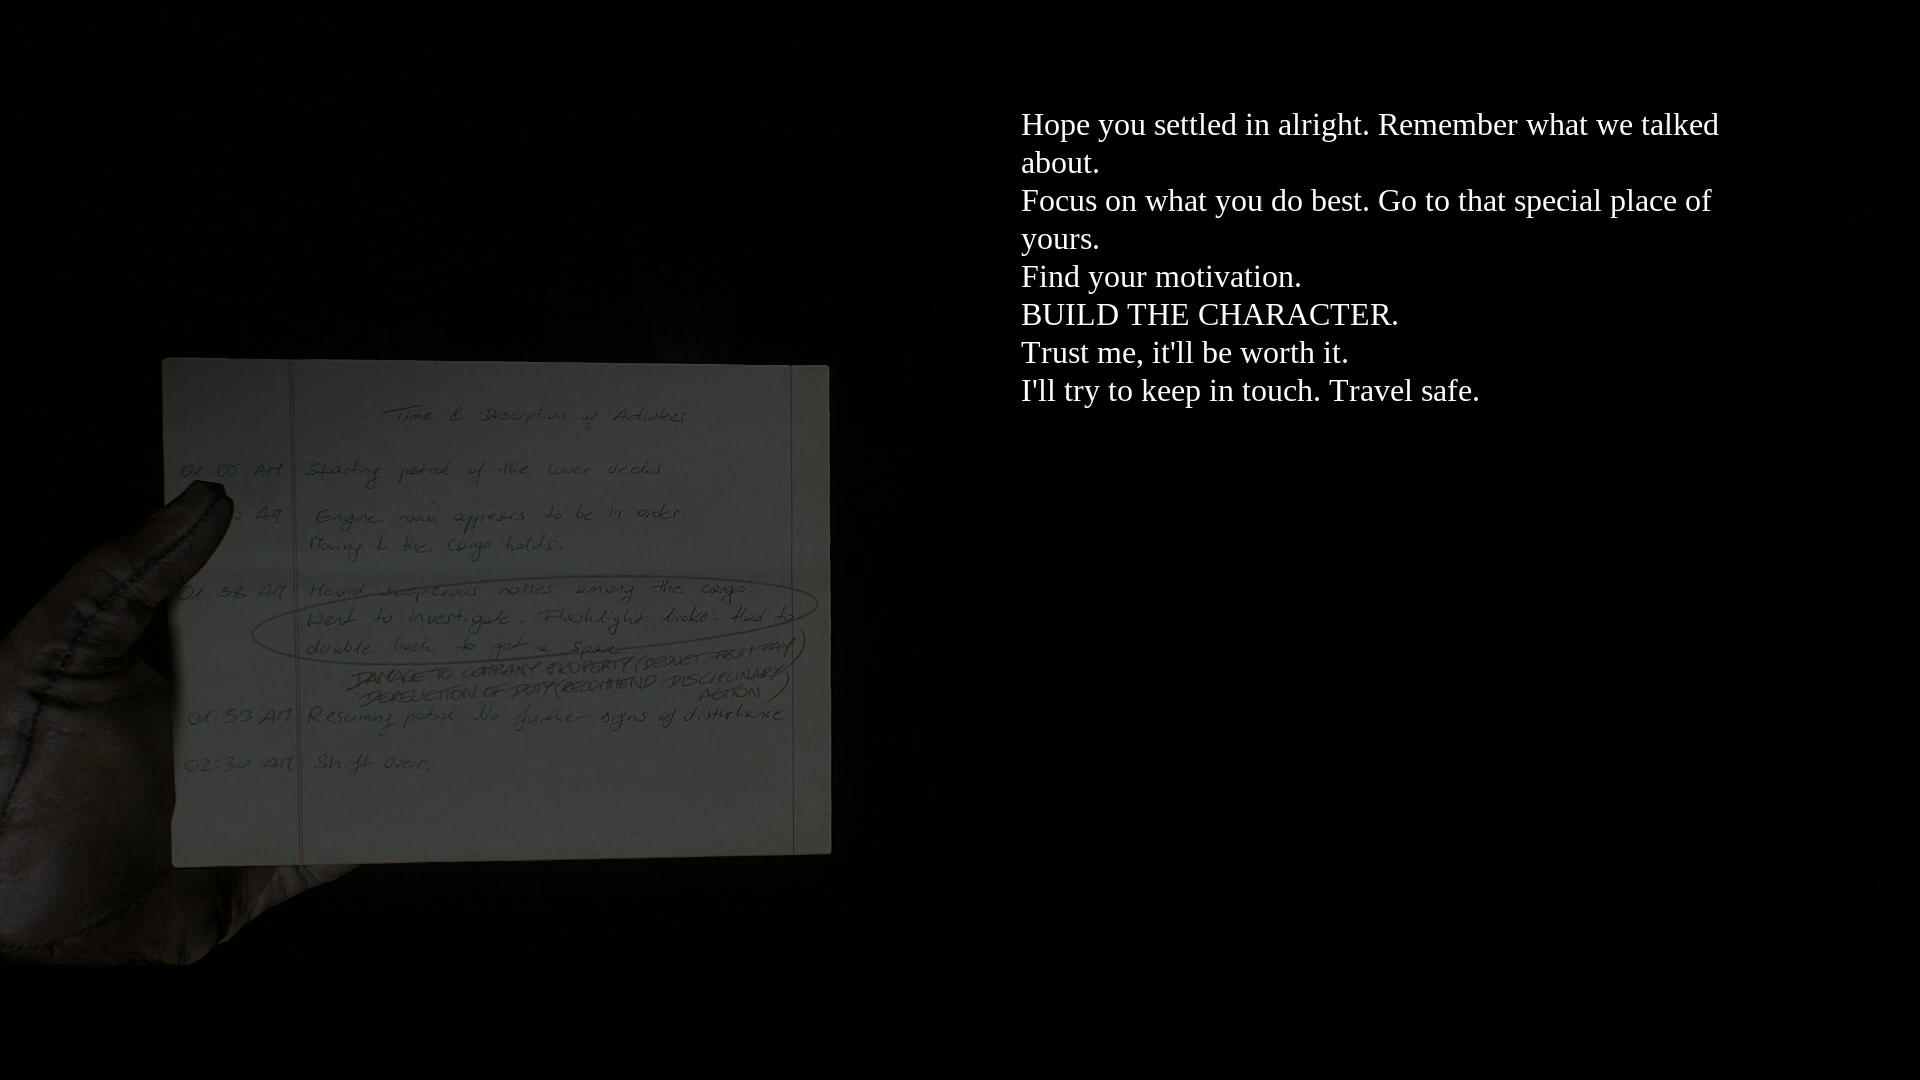 Time & Description of Activities
01:05 AM Starting patrol of the lower decks
AM Engine room appears to be in order.
Moving to the cargo holds.
01:38 AM Heard suspicious noises among the cargo.
Went to investigate. Flashlight broke. Had to
double back to get a spare.
DAMAGE TO COMPANY PROPERTY (DEDUCT FROM PAY)
DERELICTION OF DUTY (RECOMMEND DISCIPLINARY
ACTION)
01:53 AM Resuming patrol. No further signs of disturbance
02:30 AM Shift over.
Hope you settled in alright. Remember what we talked
about.
Focus on what you do best. Go to that special place of
yours.
Find your motivation.
BUILD THE CHARACTER.
Trust me, it'll be worth it.
I'll try to keep in touch. Travel safe.